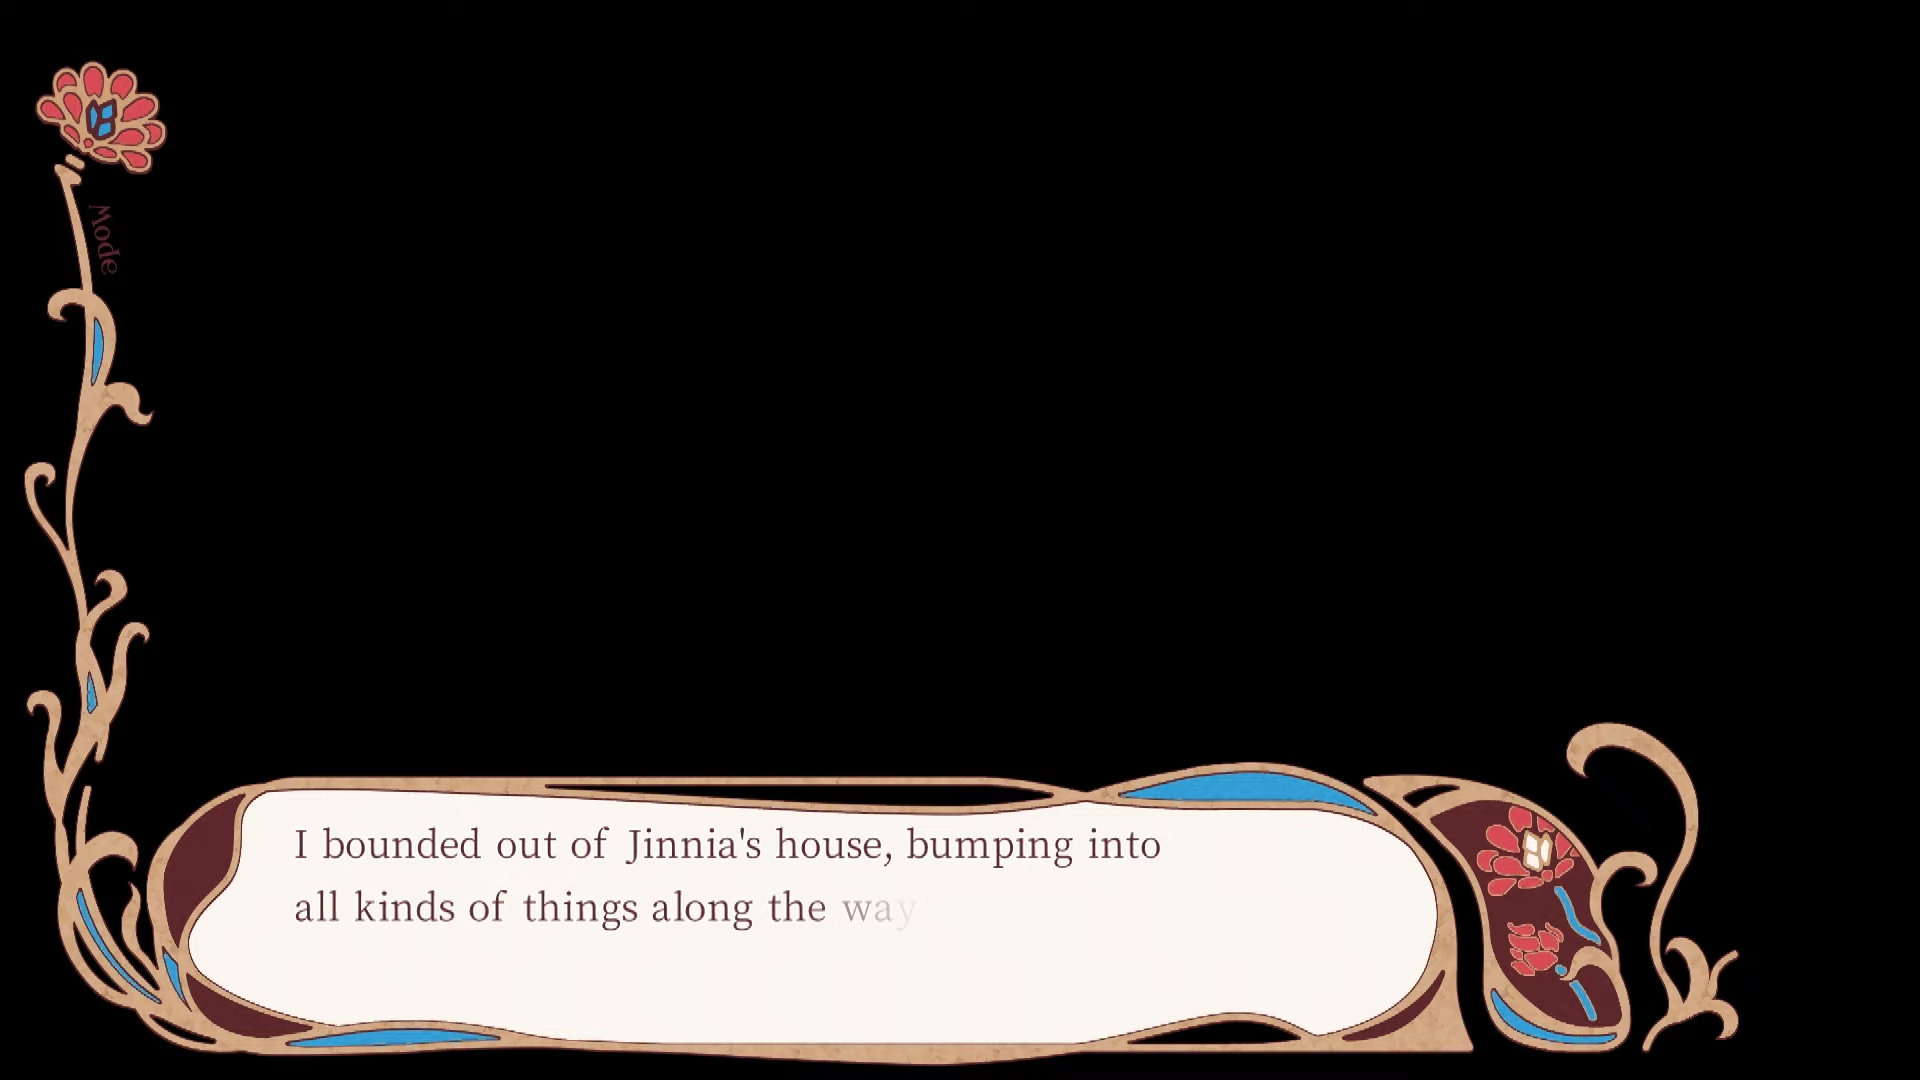 Mode
I bounded out of Jinnia's house, bumping into
all kinds of things along the way